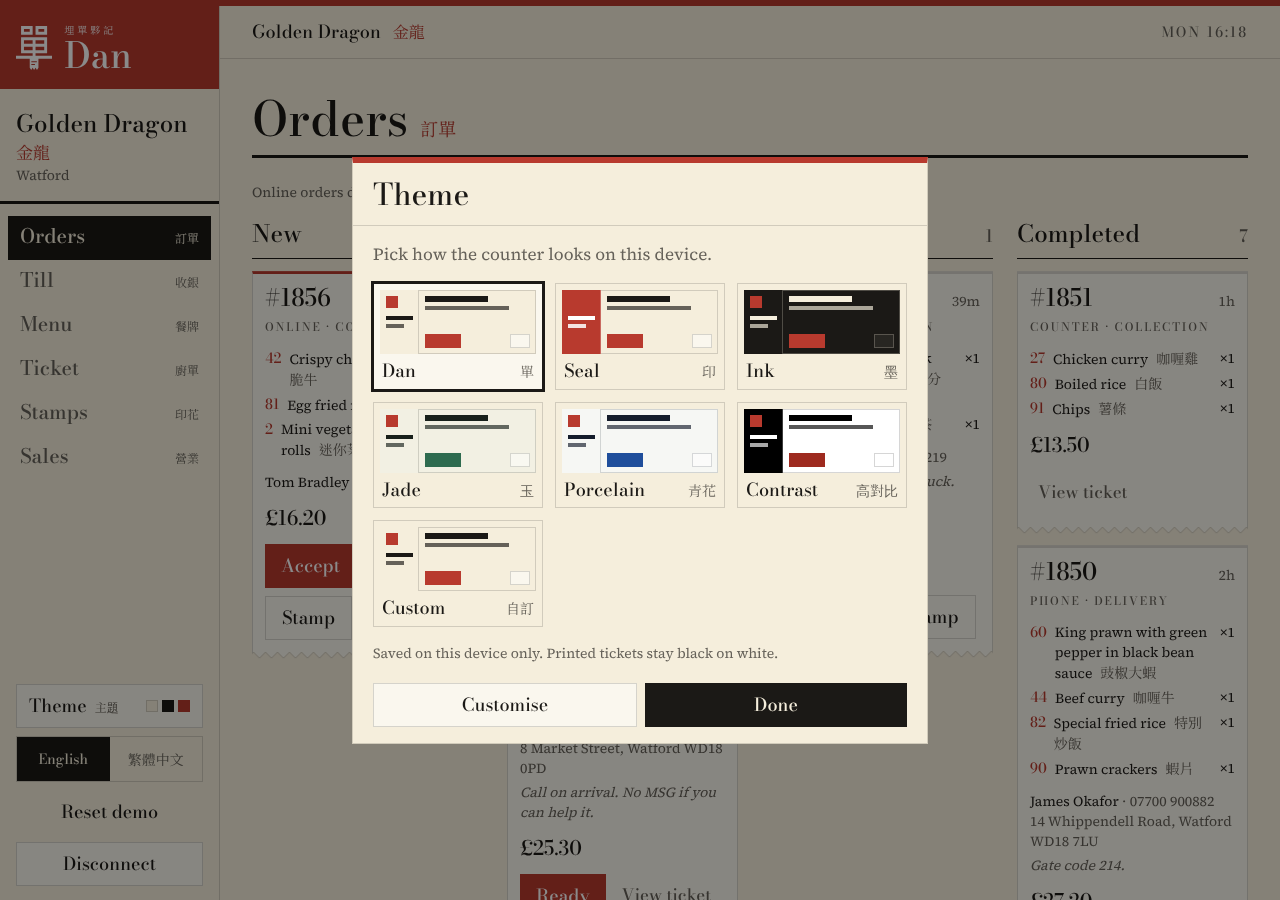 埋單夥記
單 Dan
Golden Dragon
金龍
Watford
Orders 訂單
Till 收銀
Menu 餐牌
Ticket 廚單
Stamps 印花
Sales 營業
Theme 主題
English 繁體中文
Reset demo
Disconnect
Golden Dragon 金龍
MON 16:18
Orders 訂單
Online orders
New
#1856
ONLINE ·
42 Crispy
脆牛
81 Egg fried
2 Mini
rolls 迷你
Tom Bradley
£16.20
Accept
Stamp
Theme
Pick how the counter looks on this device.
Dan 單
Seal 印
Ink 墨
Jade 玉
Porcelain 青花
Contrast 高對比
Custom 自訂
Saved on this device only. Printed tickets stay black on white.
Customise
Done
8 Market Street, Watford WD18
0PD
Call on arrival. No MSG if you
can help it.
£25.30
Ready
View ticket
1
39m
×1
×1
Completed 7
#1851 1h
COUNTER · COLLECTION
27 Chicken curry 咖喱雞 ×1
80 Boiled rice 白飯 ×1
91 Chips 薯條 ×1
£13.50
View ticket
#1850 2h
PHONE · DELIVERY
60 King prawn with green ×1
pepper in black bean
sauce 豉椒大蝦
44 Beef curry 咖喱牛 ×1
82 Special fried rice 特別 ×1
炒飯
90 Prawn crackers 蝦片 ×1
James Okafor · 07700 900882
14 Whippendell Road, Watford
WD18 7LU
Gate code 214.